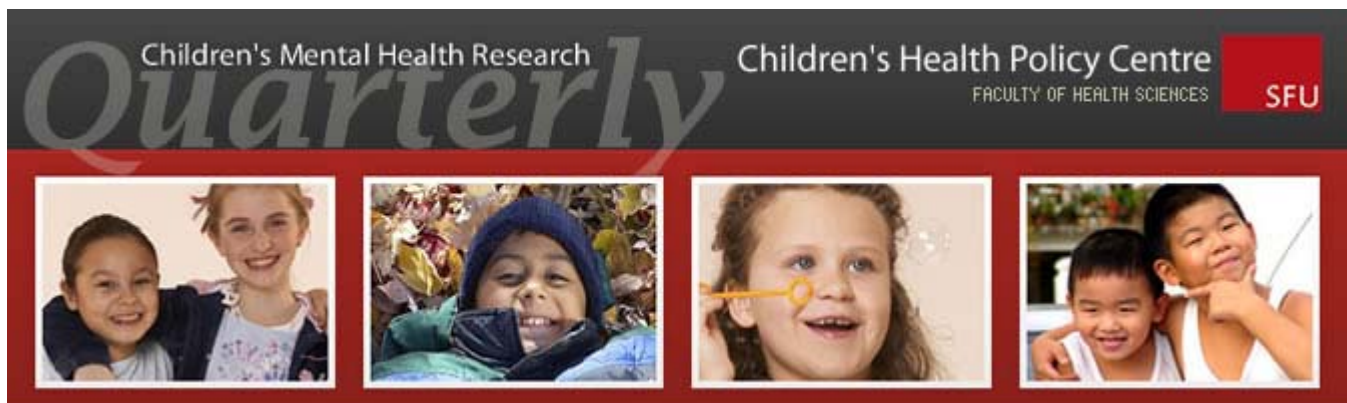 Children's Mental Health Research
Quarterly
Children's Health Policy Centre
FACULTY OF HEALTH SCIENCES
SFU